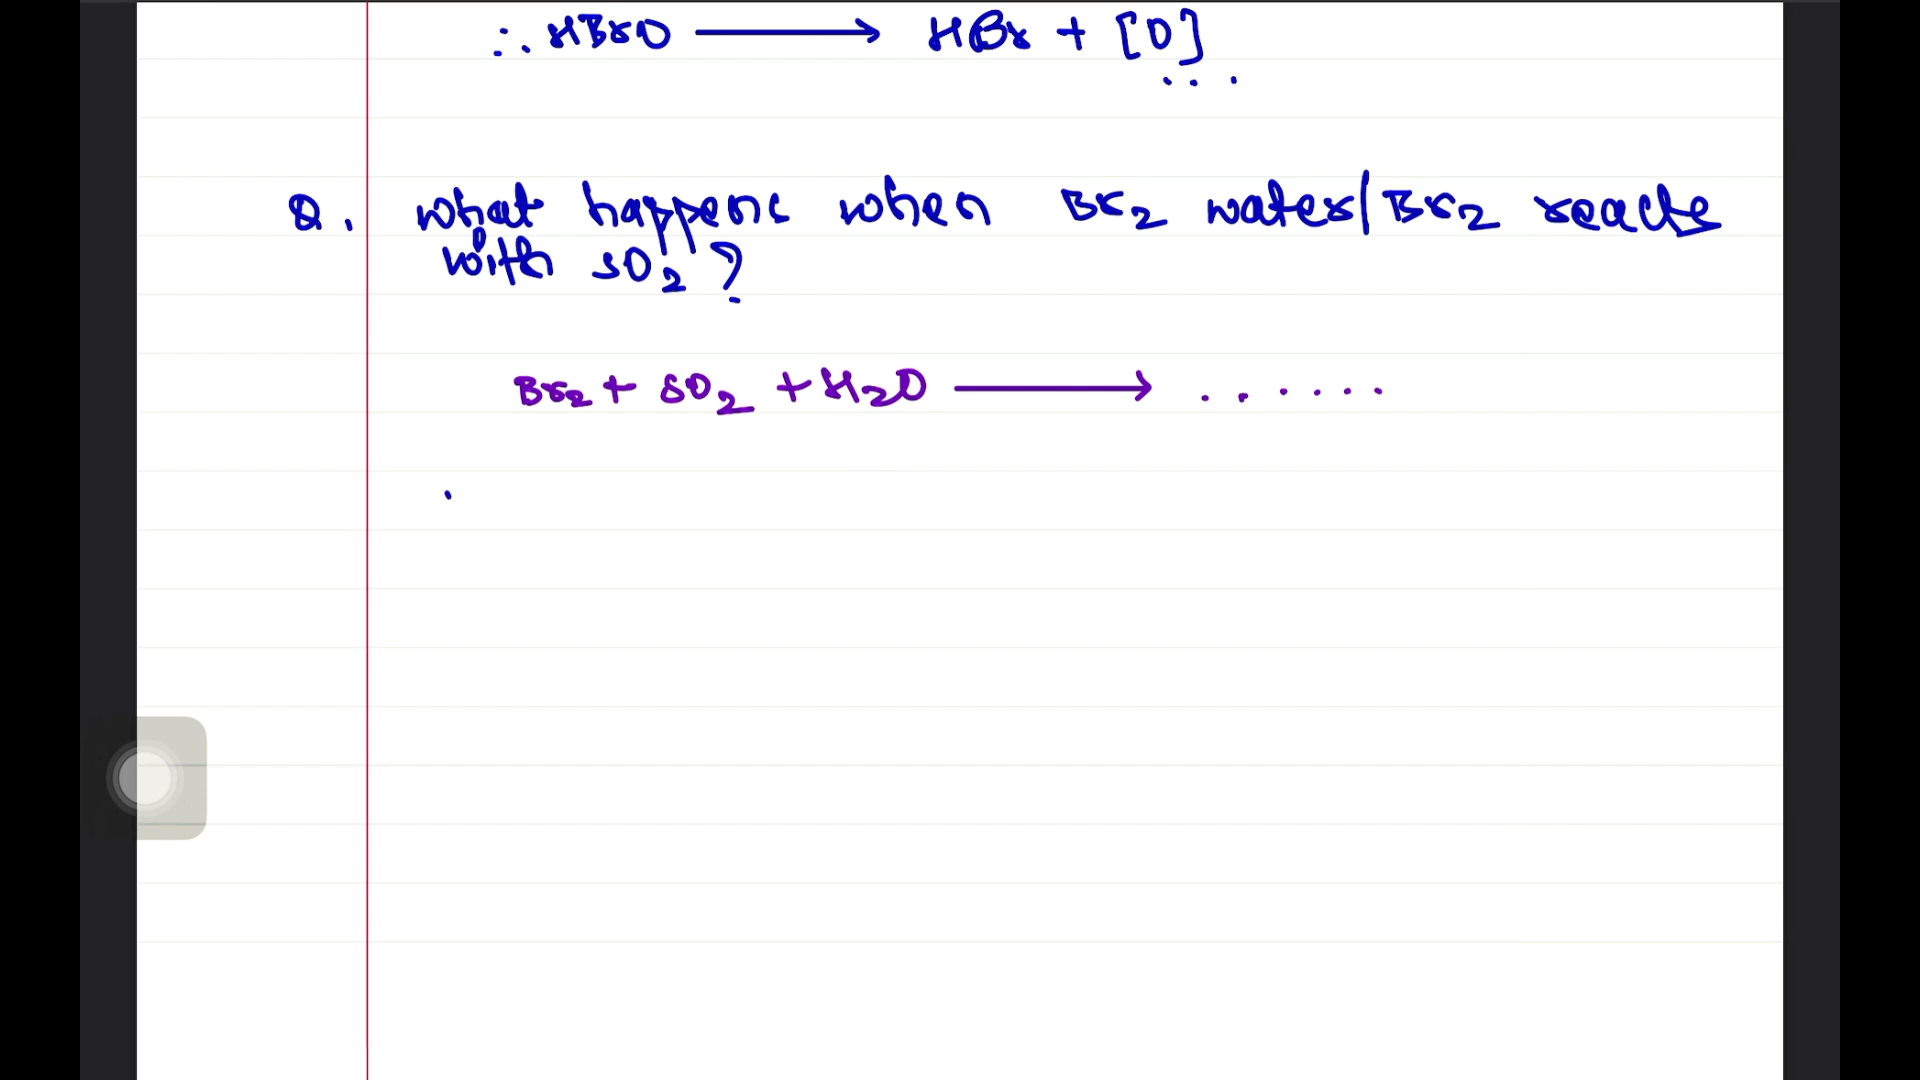 ∴ HBrO ⟶ HBr + [O]
Q. What happens when Br₂ water/Br₂ reacts
with SO₂?
Br₂ + SO₂ + H₂O ⟶ ......